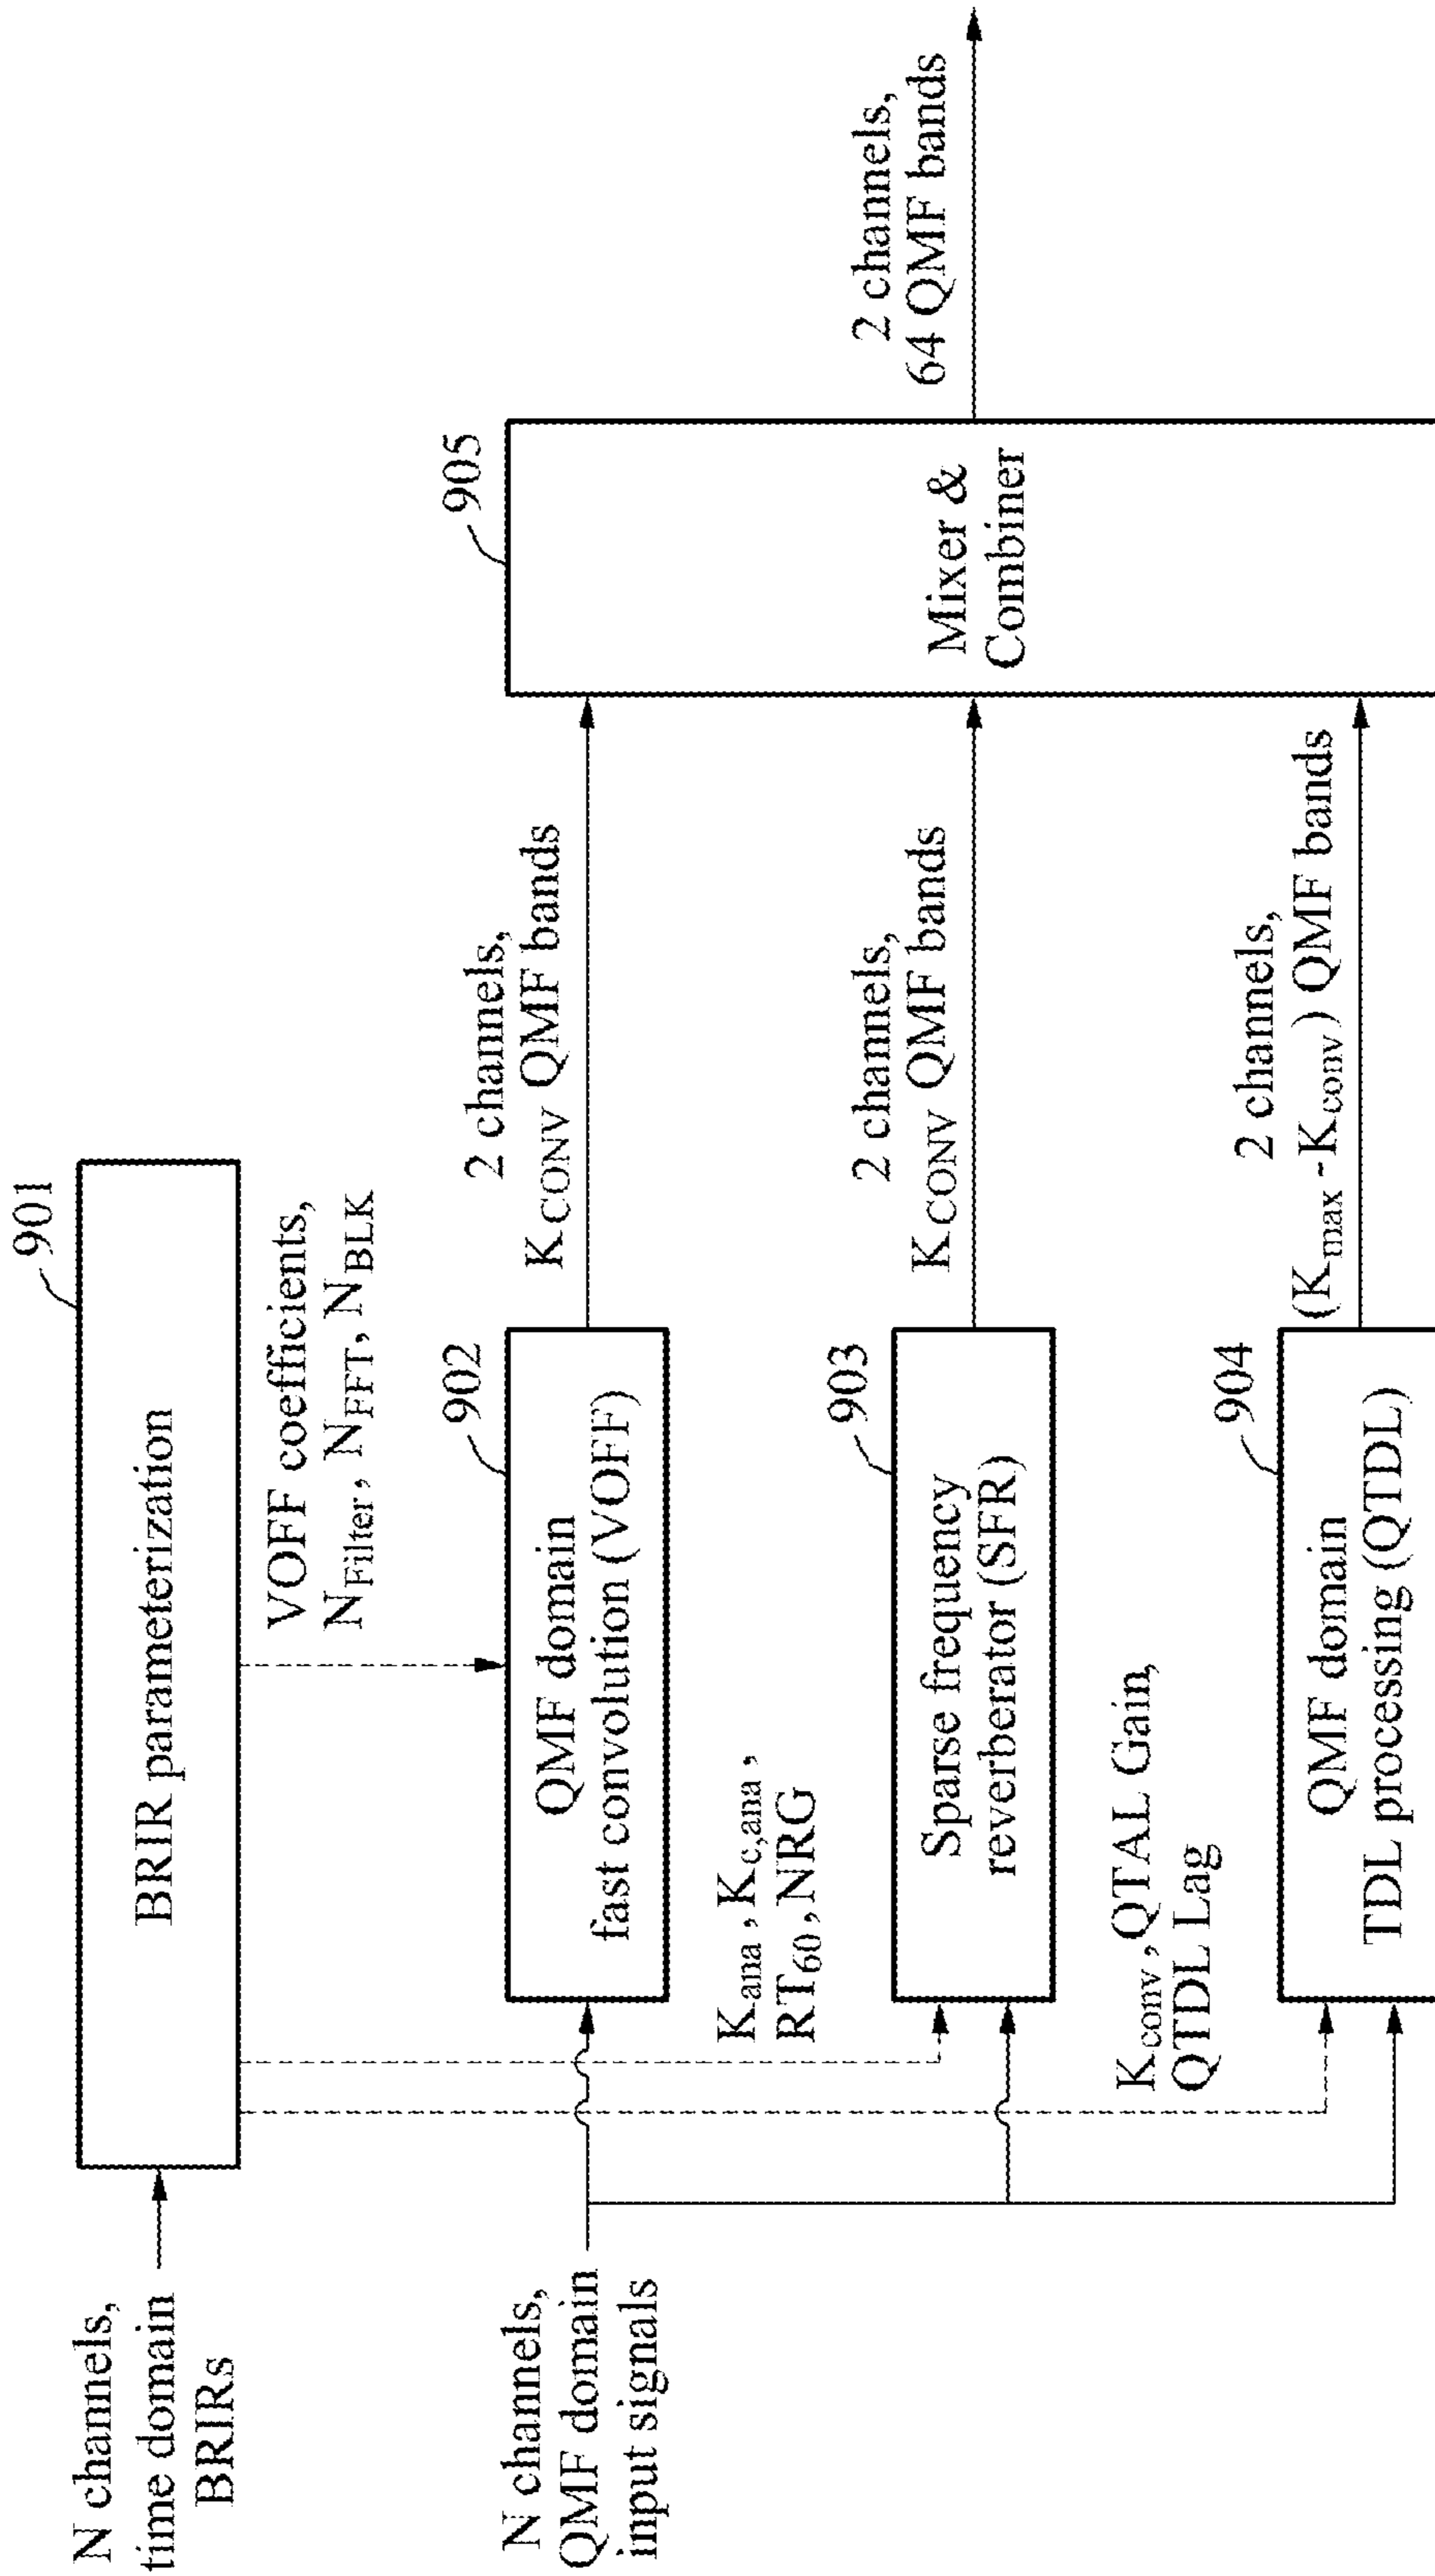 N channels,
time domain
BRIRs
901
BRIR parameterization
VOFF coefficients,
N_Filter, N_FFT, N_BLK
N channels,
QMF domain
input signals
902
QMF domain
fast convolution (VOFF)
2 channels,
K_CONV QMF bands
K_ana, K_c,ana,
RT_60, NRG
903
Sparse frequency
reverberator (SFR)
2 channels,
K_CONV QMF bands
K_conv, QTAL Gain,
QTDL Lag
904
QMF domain
TDL processing (QTDL)
2 channels,
(K_max -K_conv) QMF bands
905
Mixer &
Combiner
2 channels,
64 QMF bands